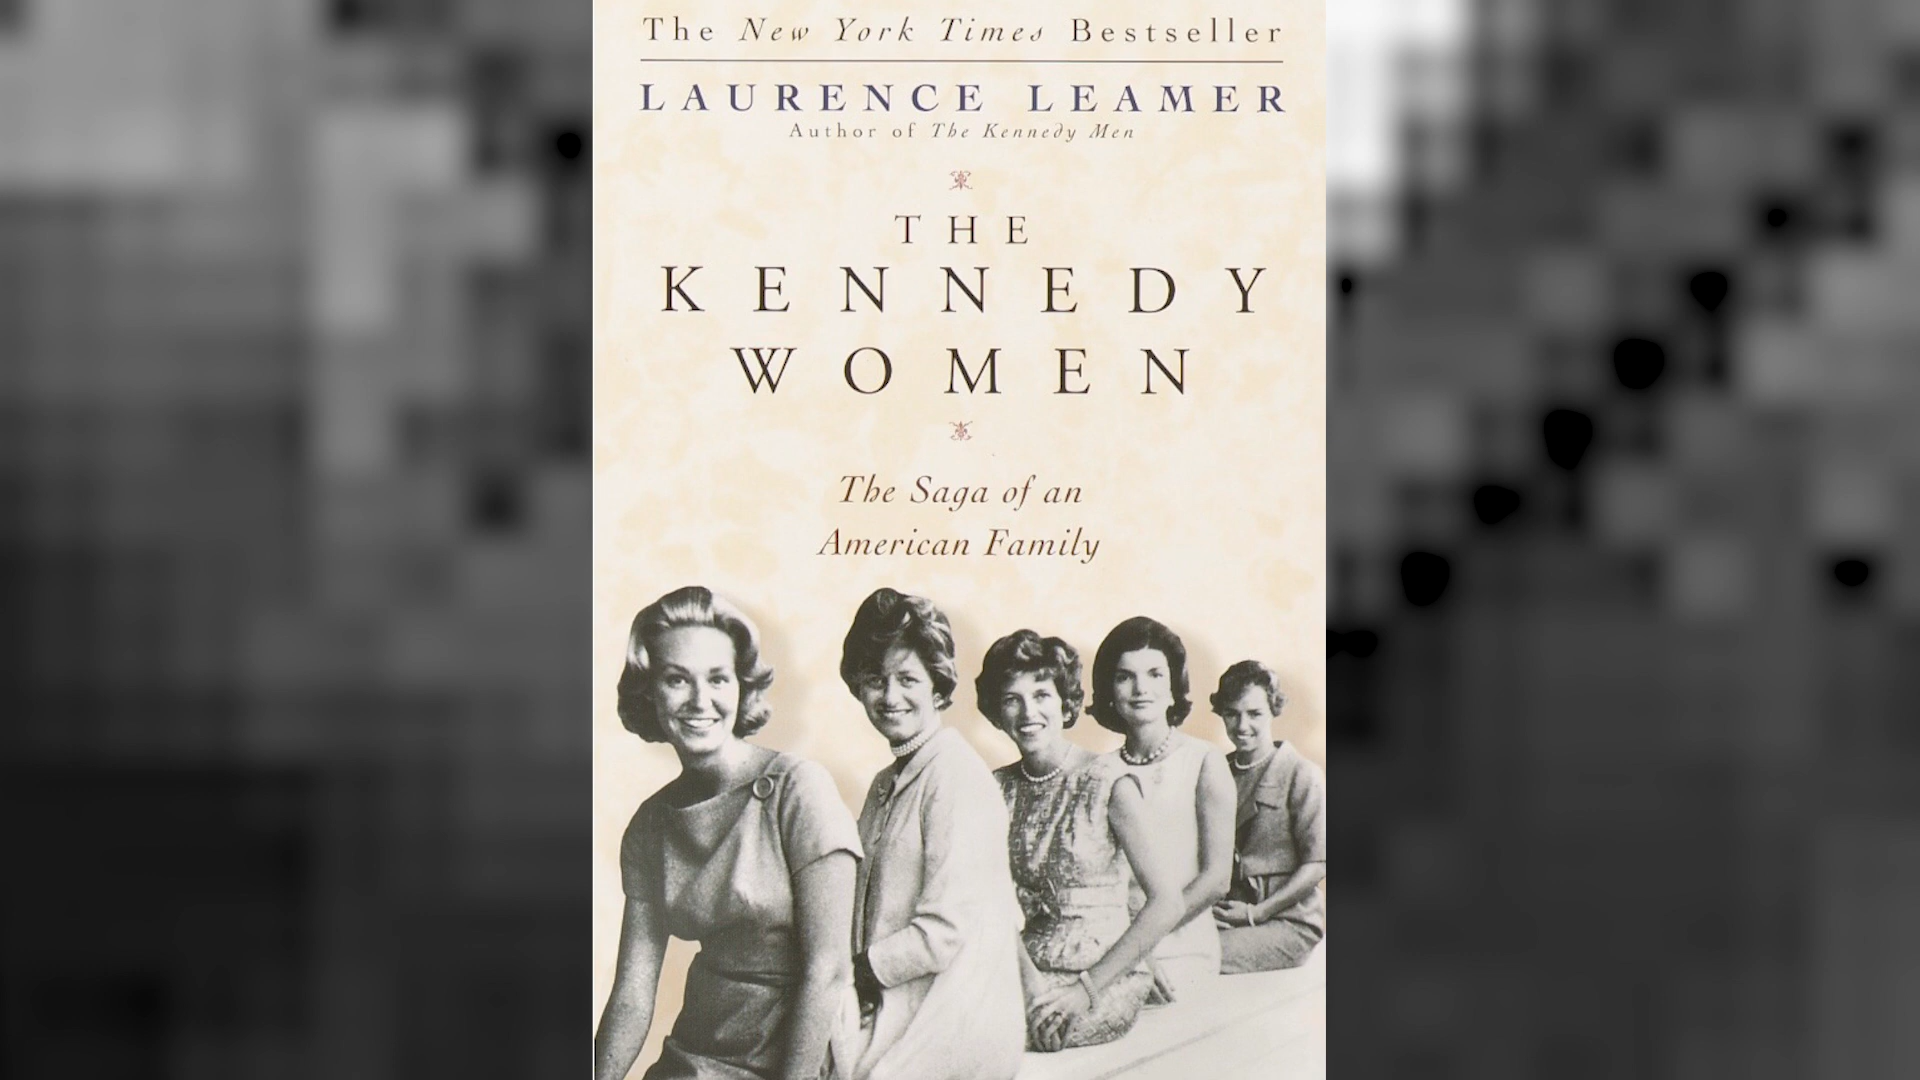 The New York Times Bestseller
LAURENCE LEAMER
Author of The Kennedy Men
THE
KENNEDY
WOMEN
The Saga of an
American Family